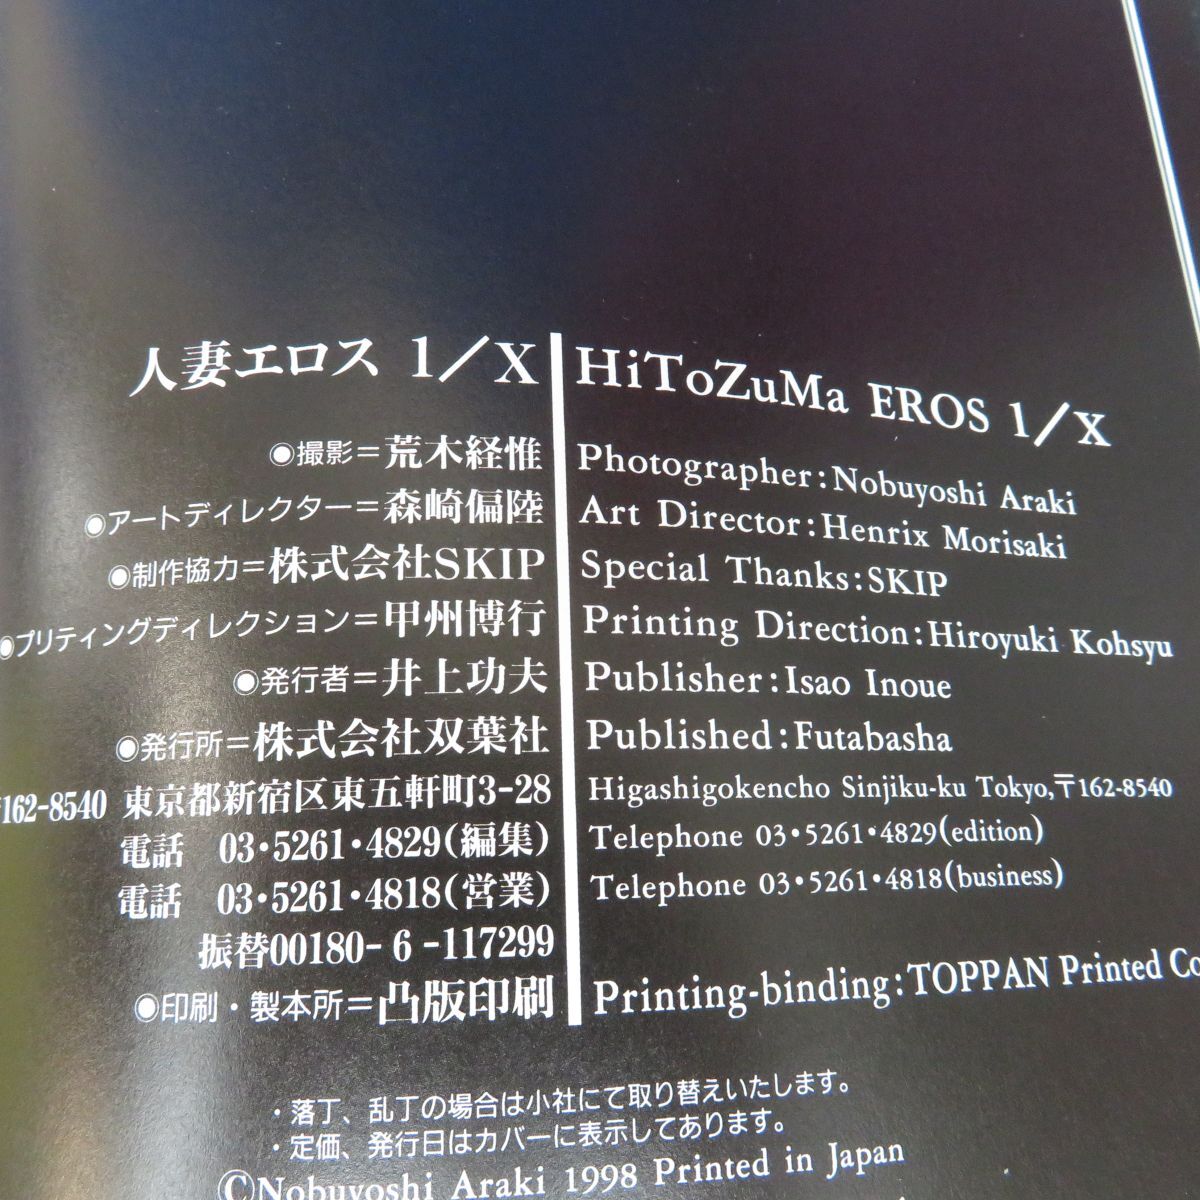 人妻エロス 1/X
◉撮影=荒木経惟
◉アートディレクター=森崎偏陸
◉制作協力=株式会社SKIP
◉プリティングディレクション=甲州博行
◉発行者=井上功夫
◉発行所=株式会社双葉社
〒162-8540 東京都新宿区東五軒町3-28
電話 03・5261・4829(編集)
電話 03・5261・4818(営業)
振替00180-6-117299
◉印刷・製本所=凸版印刷
HiToZuMa EROS 1/X
Photographer:Nobuyoshi Araki
Art Director:Henrix Morisaki
Special Thanks:SKIP
Printing Direction:Hiroyuki Kohsyu
Publisher:Isao Inoue
Published:Futabasha
Higashigokencho Sinjiku-ku Tokyo,〒162-8540
Telephone 03・5261・4829(edition)
Telephone 03・5261・4818(business)
Printing-binding:TOPPAN Printed Co
・落丁、乱丁の場合は小社にて取り替えいたします。
・定価、発行日はカバーに表示してあります。
©Nobuyoshi Araki 1998 Printed in Japan